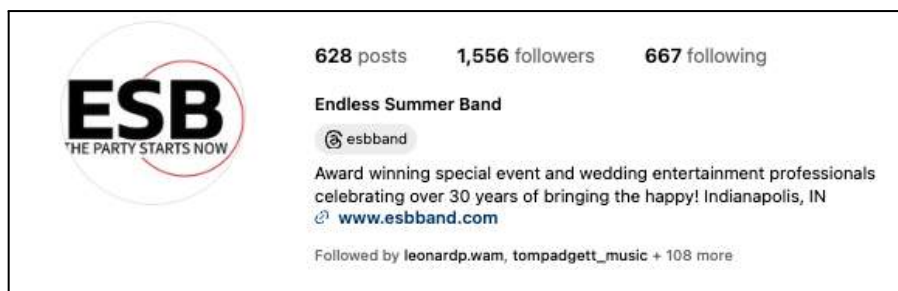 ESB
THE PARTY STARTS NOW
628 posts 1,556 followers 667 following
Endless Summer Band
esbband
Award winning special event and wedding entertainment professionals
celebrating over 30 years of bringing the happy! Indianapolis, IN
www.esbband.com
Followed by leonardp.wam, tompadgett_music + 108 more